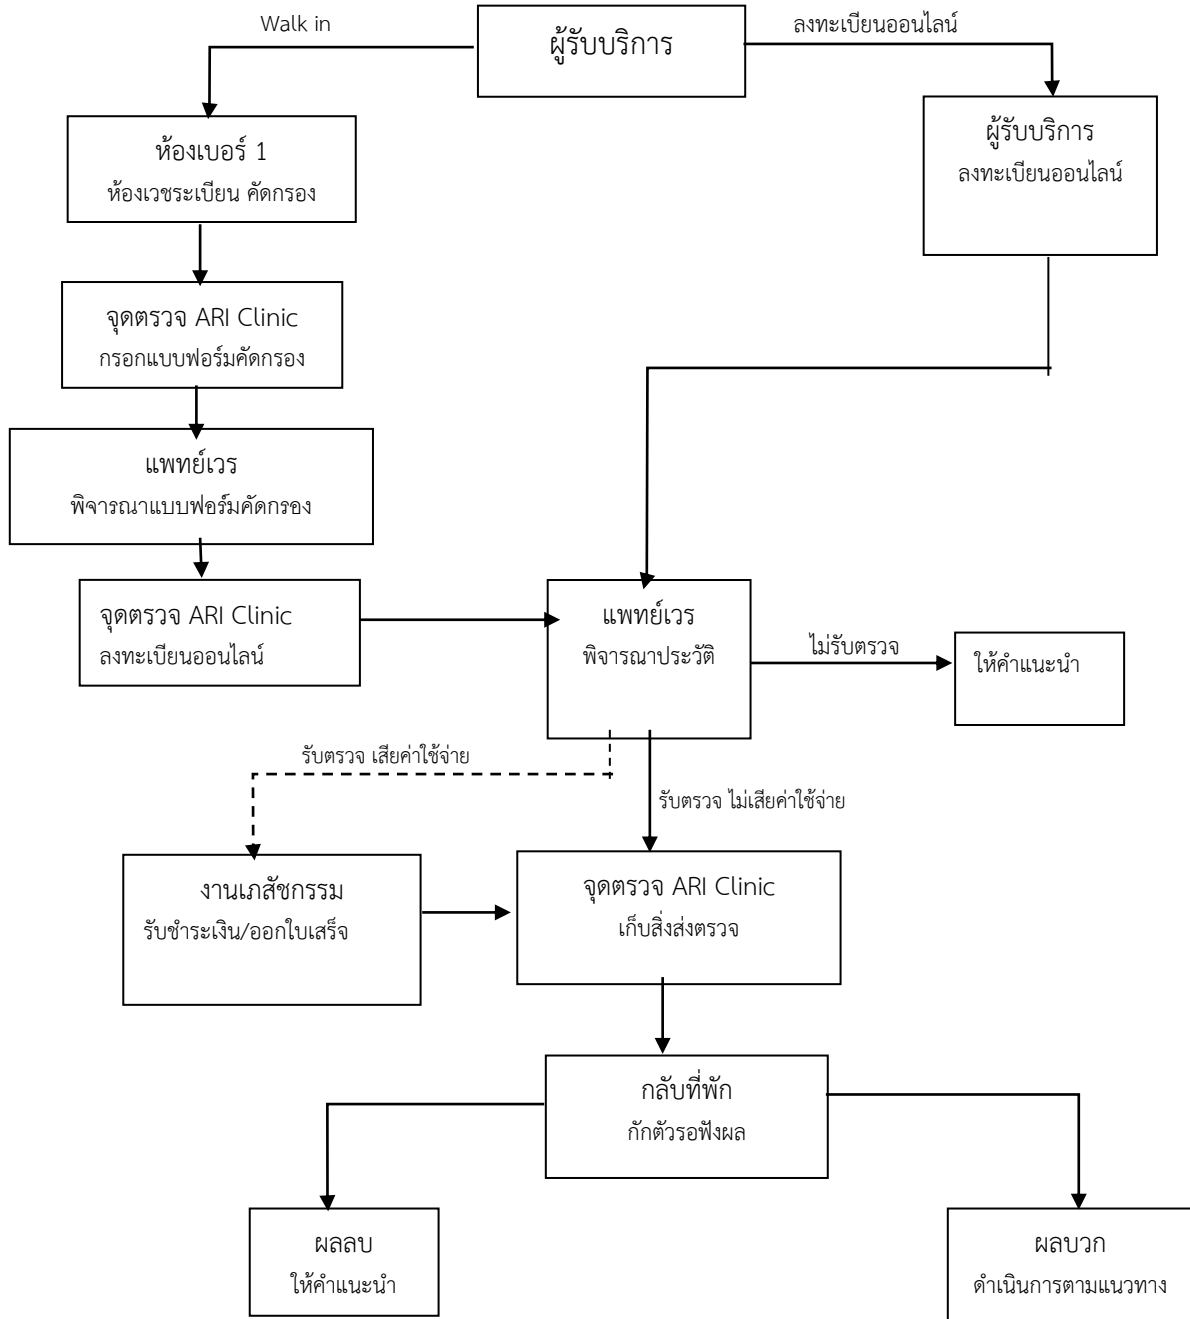 Walk in
ผู้รับบริการ
ลงทะเบียนออนไลน์
ห้องเบอร์ 1
ห้องเวชระเบียน คัดกรอง
ผู้รับบริการ
ลงทะเบียนออนไลน์
จุดตรวจ ARI Clinic
กรอกแบบฟอร์มคัดกรอง
แพทย์เวร
พิจารณาแบบฟอร์มคัดกรอง
จุดตรวจ ARI Clinic
ลงทะเบียนออนไลน์
แพทย์เวร
พิจารณาประวัติ
ไม่รับตรวจ
ให้คำแนะนำ
รับตรวจ เสียค่าใช้จ่าย
รับตรวจ ไม่เสียค่าใช้จ่าย
งานเภสัชกรรม
รับชำระเงิน/ออกใบเสร็จ
จุดตรวจ ARI Clinic
เก็บสิ่งส่งตรวจ
กลับที่พัก
กักตัวรอฟังผล
ผลลบ
ให้คำแนะนำ
ผลบวก
ดำเนินการตามแนวทาง